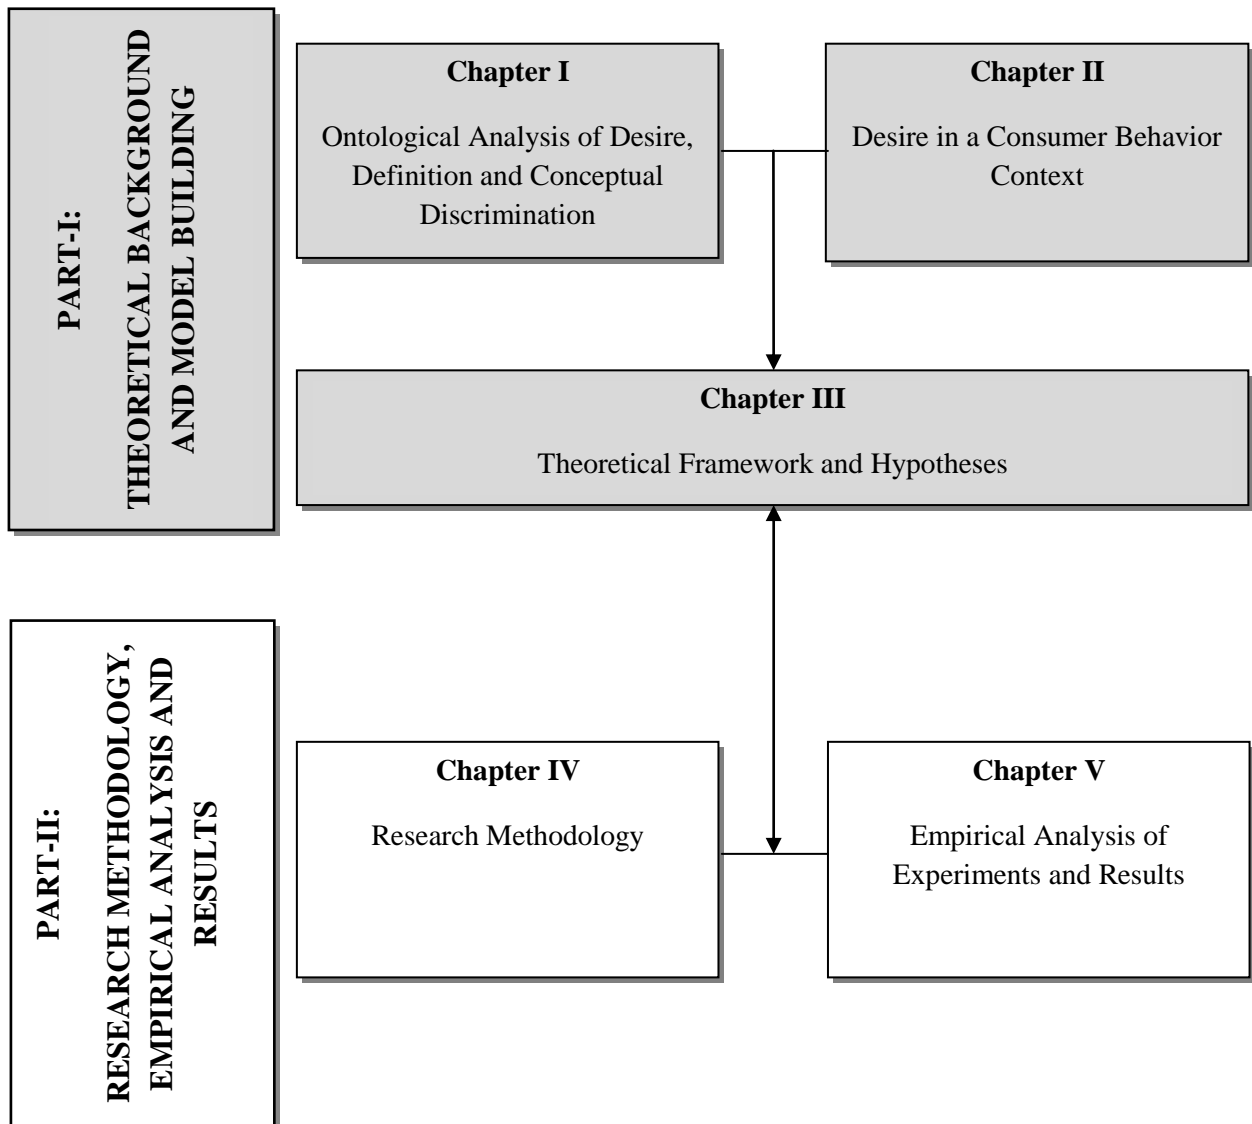 PART-I:
THEORETICAL BACKGROUND
AND MODEL BUILDING
Chapter I
Ontological Analysis of Desire,
Definition and Conceptual
Discrimination
Chapter II
Desire in a Consumer Behavior
Context
Chapter III
Theoretical Framework and Hypotheses
PART-II:
RESEARCH METHODOLOGY,
EMPIRICAL ANALYSIS AND
RESULTS
Chapter IV
Research Methodology
Chapter V
Empirical Analysis of
Experiments and Results